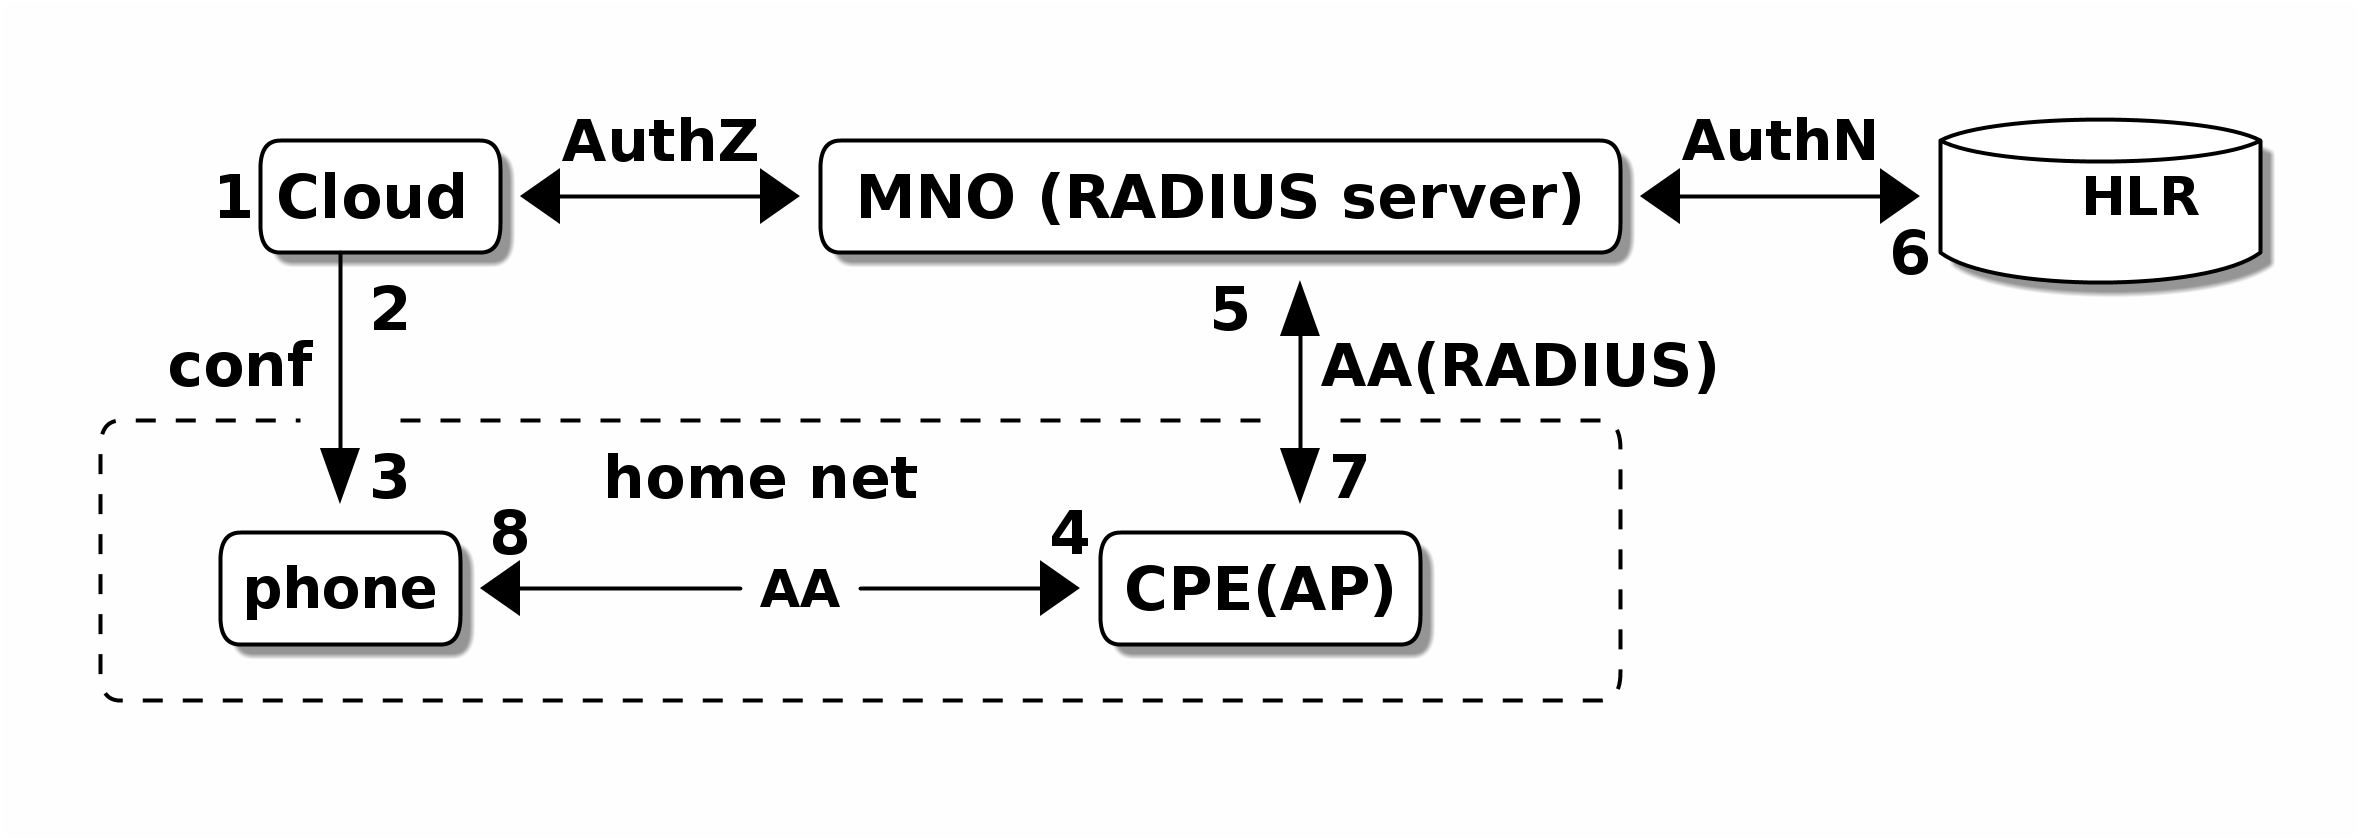 AuthZ
AuthN
1 Cloud
MNO (RADIUS server)
HLR
6
2
5
conf
AA(RADIUS)
3
home net
7
8
4
phone
AA
CPE(AP)